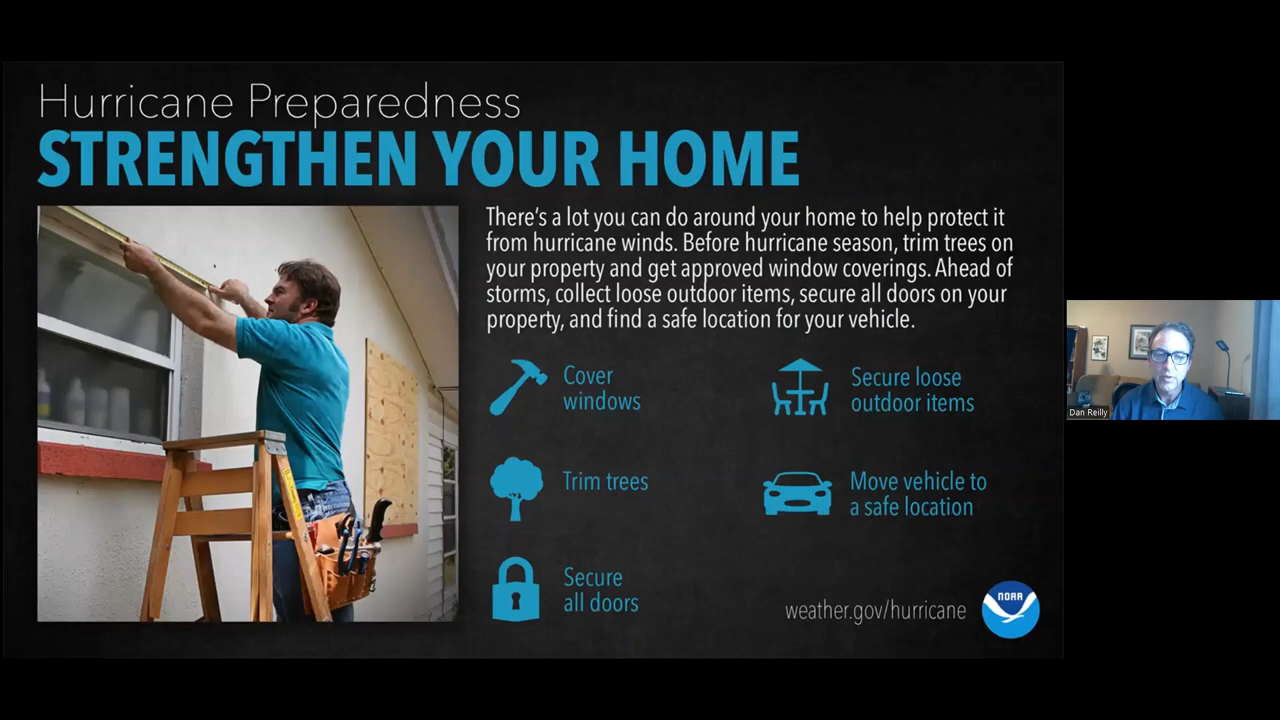 Hurricane Preparedness
STRENGTHEN YOUR HOME
There's a lot you can do around your home to help protect it
from hurricane winds. Before hurricane season, trim trees on
your property and get approved window coverings. Ahead of
storms, collect loose outdoor items, secure all doors on your
property, and find a safe location for your vehicle.
Cover
windows
Secure loose
outdoor items
Trim trees
Move vehicle to
a safe location
Secure
all doors
weather.gov/hurricane
NOAA
Dan Reilly